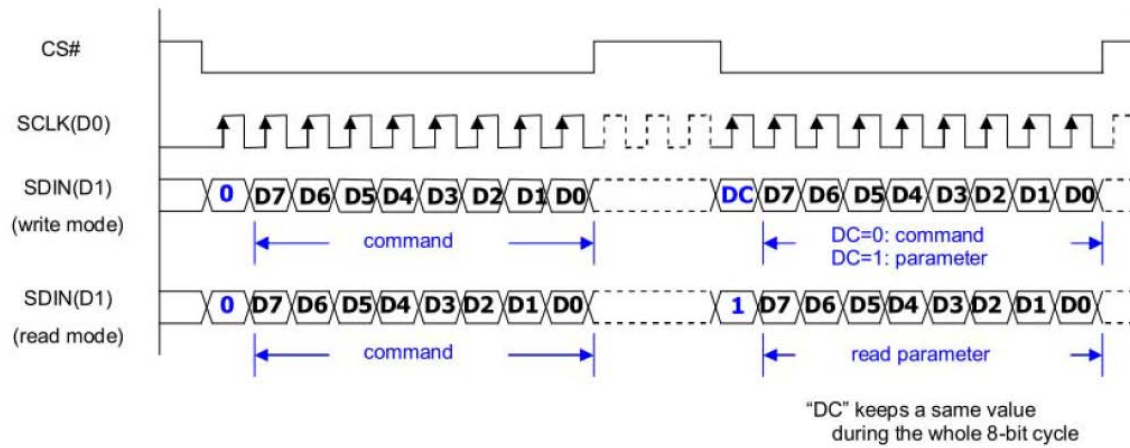 CS#
SCLK(D0)
SDIN(D1) 0 D7 D6 D5 D4 D3 D2 D1 D0 DC D7 D6 D5 D4 D3 D2 D1 D0
(write mode)
command
DC=0: command
DC=1: parameter
SDIN(D1) 0 D7 D6 D5 D4 D3 D2 D1 D0 1 D7 D6 D5 D4 D3 D2 D1 D0
(read mode)
command
read parameter
“DC” keeps a same value
during the whole 8-bit cycle